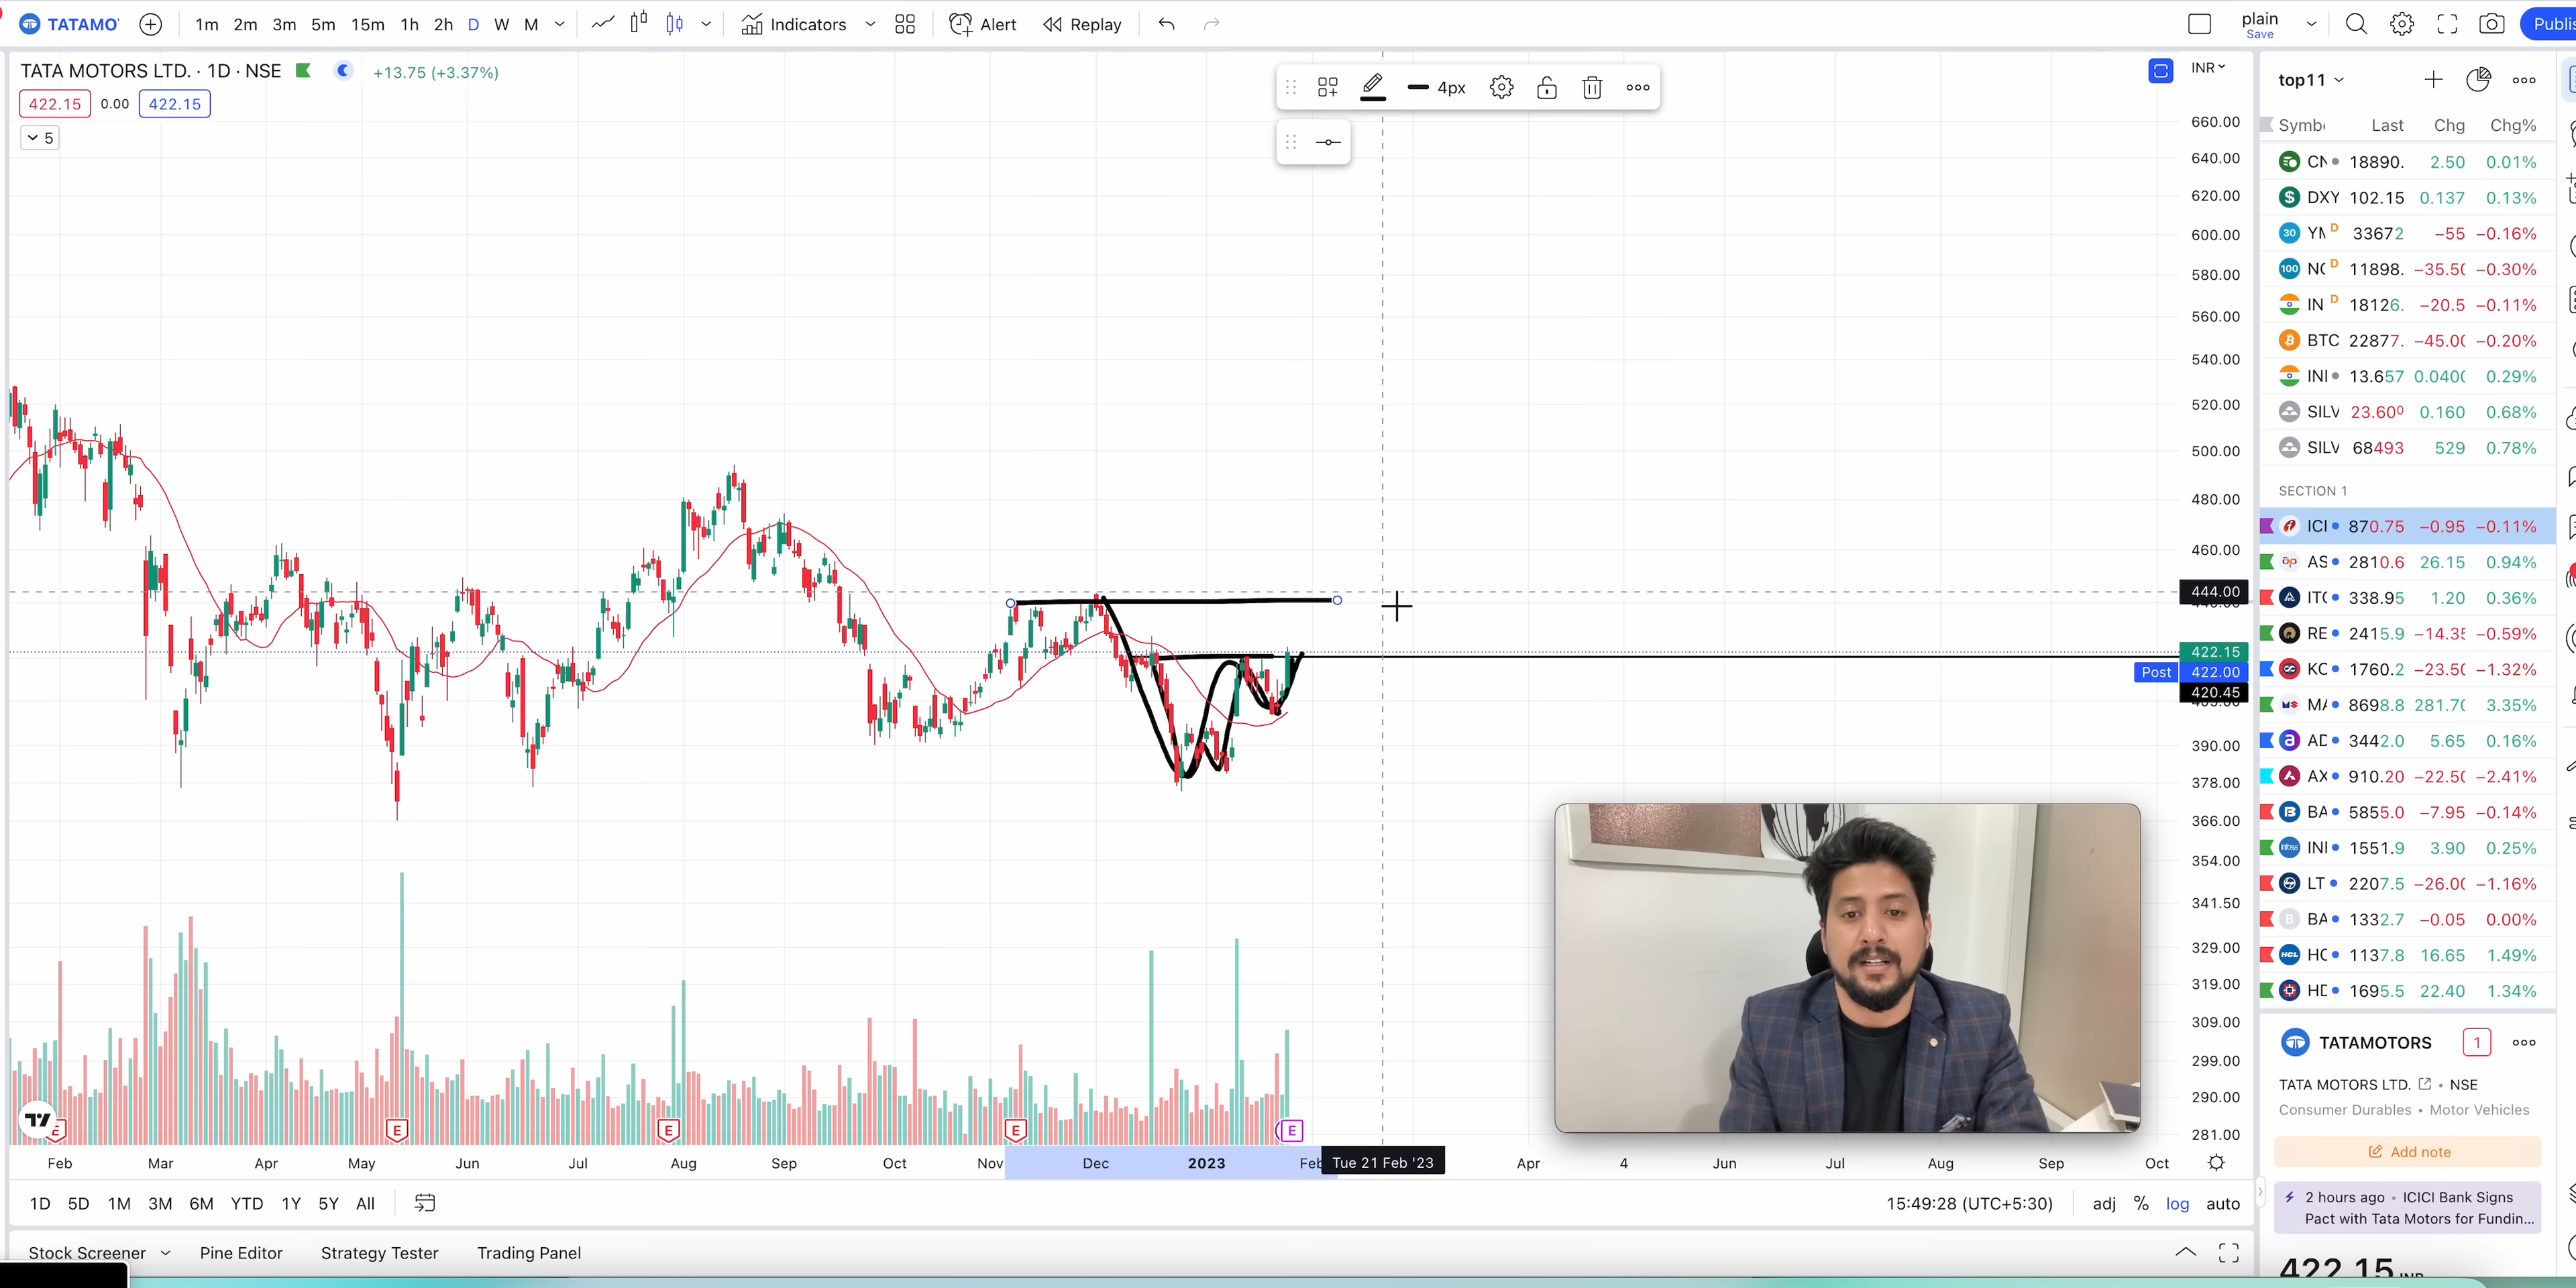 TATAMO
1m 2m 3m 5m 15m 1h 2h D W M
Indicators
Alert
Replay
plain
Save
Publis
TATA MOTORS LTD. · 1D · NSE
+13.75 (+3.37%)
422.15 0.00 422.15
5
4px
INR
660.00
640.00
620.00
600.00
580.00
560.00
540.00
520.00
500.00
480.00
460.00
444.00
422.15
Post 422.00
420.45
390.00
378.00
366.00
354.00
341.50
329.00
319.00
309.00
299.00
290.00
281.00
E E E E E
Feb Mar Apr May Jun Jul Aug Sep Oct Nov Dec 2023 Feb Tue 21 Feb '23 Apr 4 Jun Jul Aug Sep Oct
1D 5D 1M 3M 6M YTD 1Y 5Y All
15:49:28 (UTC+5:30)
adj % log auto
Stock Screener Pine Editor Strategy Tester Trading Panel
top11
Symb Last Chg Chg%
18890. 2.50 0.01%
DXY 102.15 0.137 0.13%
30 D 33672 −55 −0.16%
100 D 11898. −35.50 −0.30%
IN D 18126. −20.5 −0.11%
BTC 22877. −45.00 −0.20%
INI 13.657 0.0400 0.29%
SILV 23.600 0.160 0.68%
SILV 68493 529 0.78%
SECTION 1
ICI 870.75 −0.95 −0.11%
AS 2810.6 26.15 0.94%
ITC 338.95 1.20 0.36%
RE 2415.9 −14.35 −0.59%
KO 1760.2 −23.50 −1.32%
MA 8698.8 281.70 3.35%
AD 3442.0 5.65 0.16%
AX 910.20 −22.50 −2.41%
BA 5855.0 −7.95 −0.14%
INI 1551.9 3.90 0.25%
LT 2207.5 −26.00 −1.16%
BA 1332.7 −0.05 0.00%
HCL HC 1137.8 16.65 1.49%
HD 1695.5 22.40 1.34%
TATAMOTORS 1
TATA MOTORS LTD. • NSE
Consumer Durables • Motor Vehicles
Add note
2 hours ago • ICICI Bank Signs
Pact with Tata Motors for Fundin...
422.15 INR